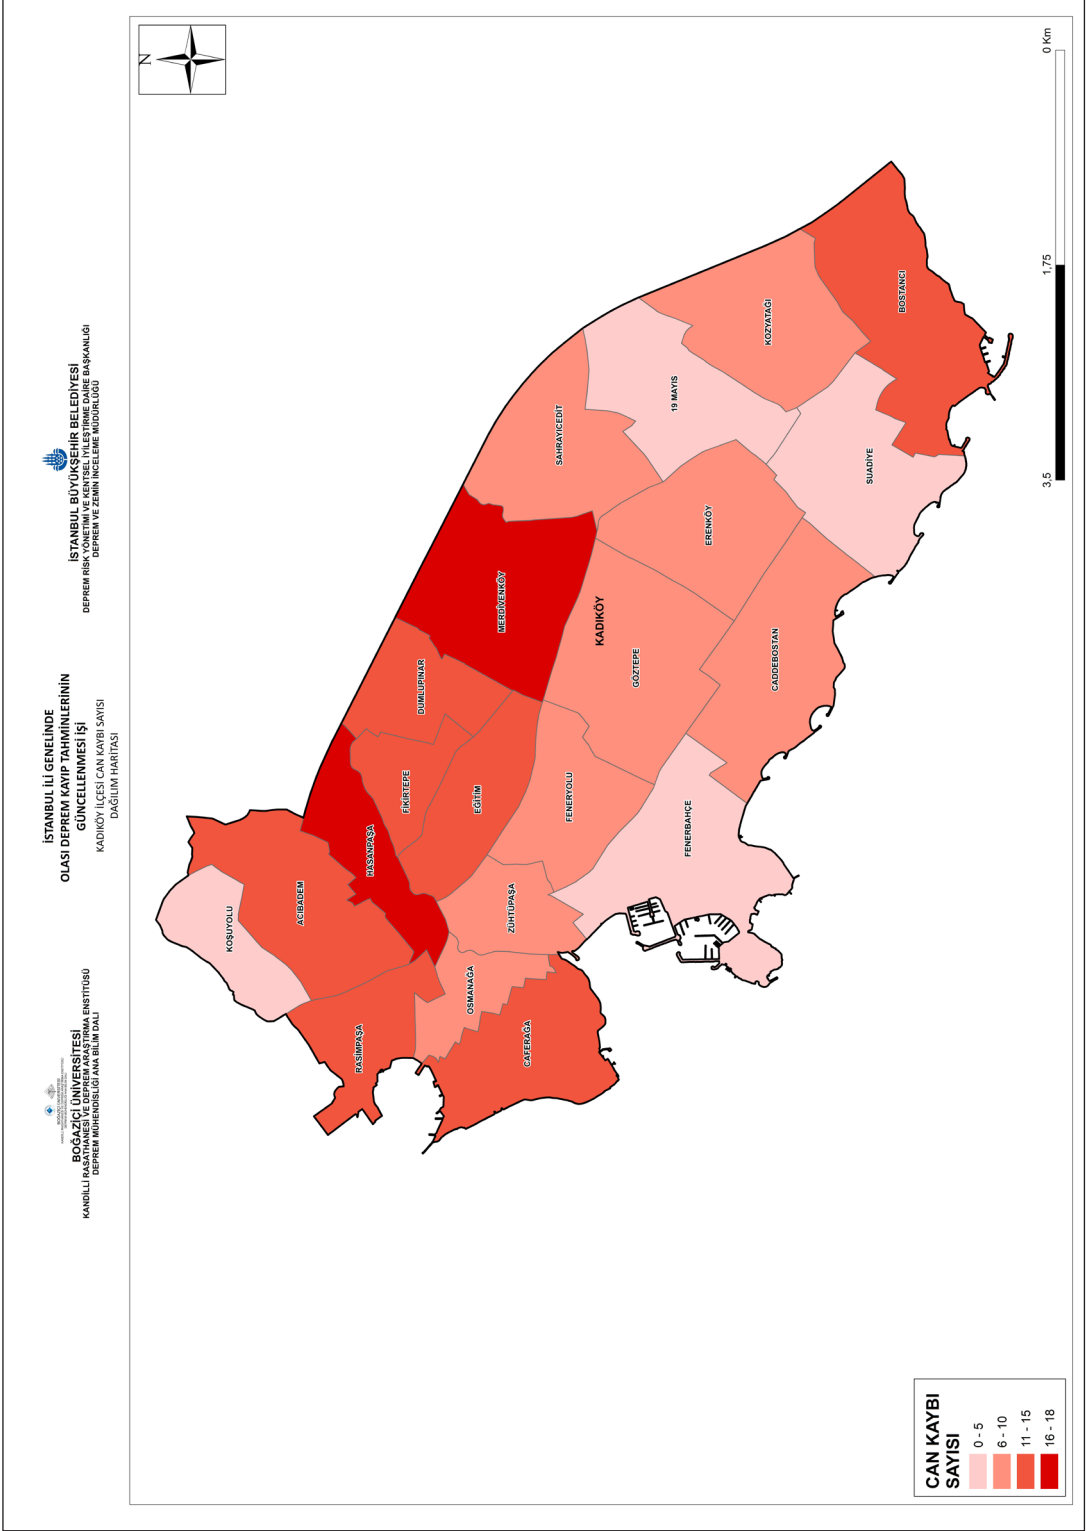 BOĞAZİÇİ ÜNİVERSİTESİ
KANDİLLİ RASATHANESİ VE DEPREM ARAŞTIRMA ENSTİTÜSÜ
DEPREM MÜHENDİSLİĞİ ANA BİLİM DALI
İSTANBUL İLİ GENELİNDE
OLASI DEPREM KAYIP TAHMİNLERİNİN
GÜNCELLENMESİ İŞİ
KADIKÖY İLÇESİ CAN KAYBI SAYISI
DAĞILIM HARİTASI
İSTANBUL BÜYÜKŞEHİR BELEDİYESİ
DEPREM RİSK YÖNETİMİ VE KENTSEL İYİLEŞTİRME DAİRE BAŞKANLIĞI
DEPREM VE ZEMİN İNCELEME MÜDÜRLÜĞÜ
N
KOŞUYOLU
ACIBADEM
RASİMPAŞA
HASANPAŞA
FİKİRTEPE
DUMLUPINAR
OSMANAĞA
EĞİTİM
MERDİVENKÖY
CAFERAĞA
ZÜHTÜPAŞA
FENERYOLU
SAHRAYICEDİT
KADIKÖY
GÖZTEPE
FENERBAHÇE
ERENKÖY
19 MAYIS
CADDEBOSTAN
KOZYATAĞI
SUADİYE
BOSTANCI
CAN KAYBI
SAYISI
0 - 5
6 - 10
11 - 15
16 - 18
3,5
1,75
0 Km